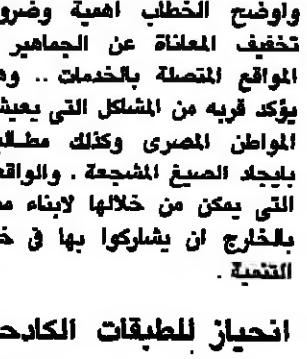 واوضح الخطاب اهمية وضرو
تخفيف المعاناة عن الجماهير
المواقع المتصلة بالخدمات .. وه
يؤكد قربه من المشاكل التى يعيش
المواطن المصرى وكذلك مطال
بايجاد الصيغ المشجعة . والواقع
التى يمكن من خلالها لابناء مص
بالخارج ان يشاركوا بها فى خ
التنمية .
انحياز للطبقات الكادح